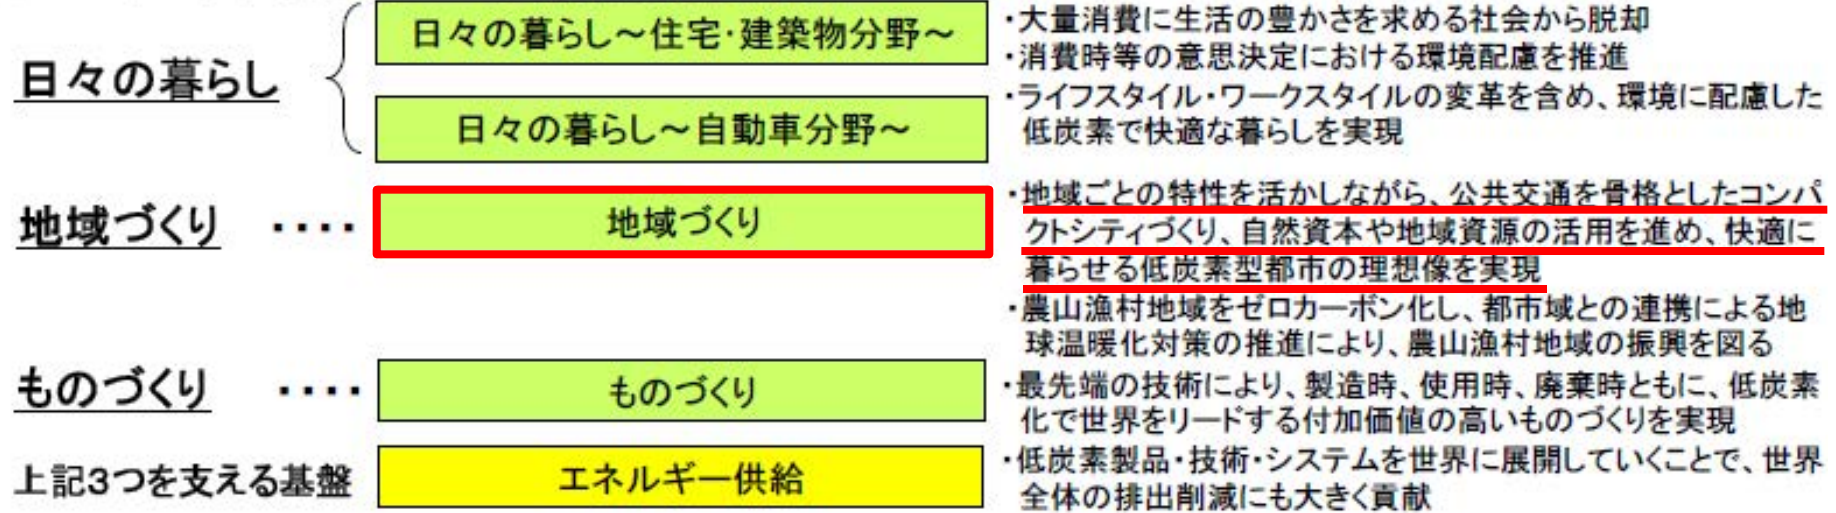 日々の暮らし
日々の暮らし～住宅･建築物分野～
日々の暮らし～自動車分野～
・大量消費に生活の豊かさを求める社会から脱却
・消費時等の意思決定における環境配慮を推進
・ライフスタイル・ワークスタイルの変革を含め、環境に配慮した
低炭素で快適な暮らしを実現
地域づくり ・・・・
地域づくり
・地域ごとの特性を活かしながら、公共交通を骨格としたコンパ
クトシティづくり、自然資本や地域資源の活用を進め、快適に
暮らせる低炭素型都市の理想像を実現
・農山漁村地域をゼロカーボン化し、都市域との連携による地
球温暖化対策の推進により、農山漁村地域の振興を図る
ものづくり ・・・・
ものづくり
・最先端の技術により、製造時、使用時、廃棄時ともに、低炭素
化で世界をリードする付加価値の高いものづくりを実現
上記3つを支える基盤
エネルギー供給
・低炭素製品・技術・システムを世界に展開していくことで、世界
全体の排出削減にも大きく貢献